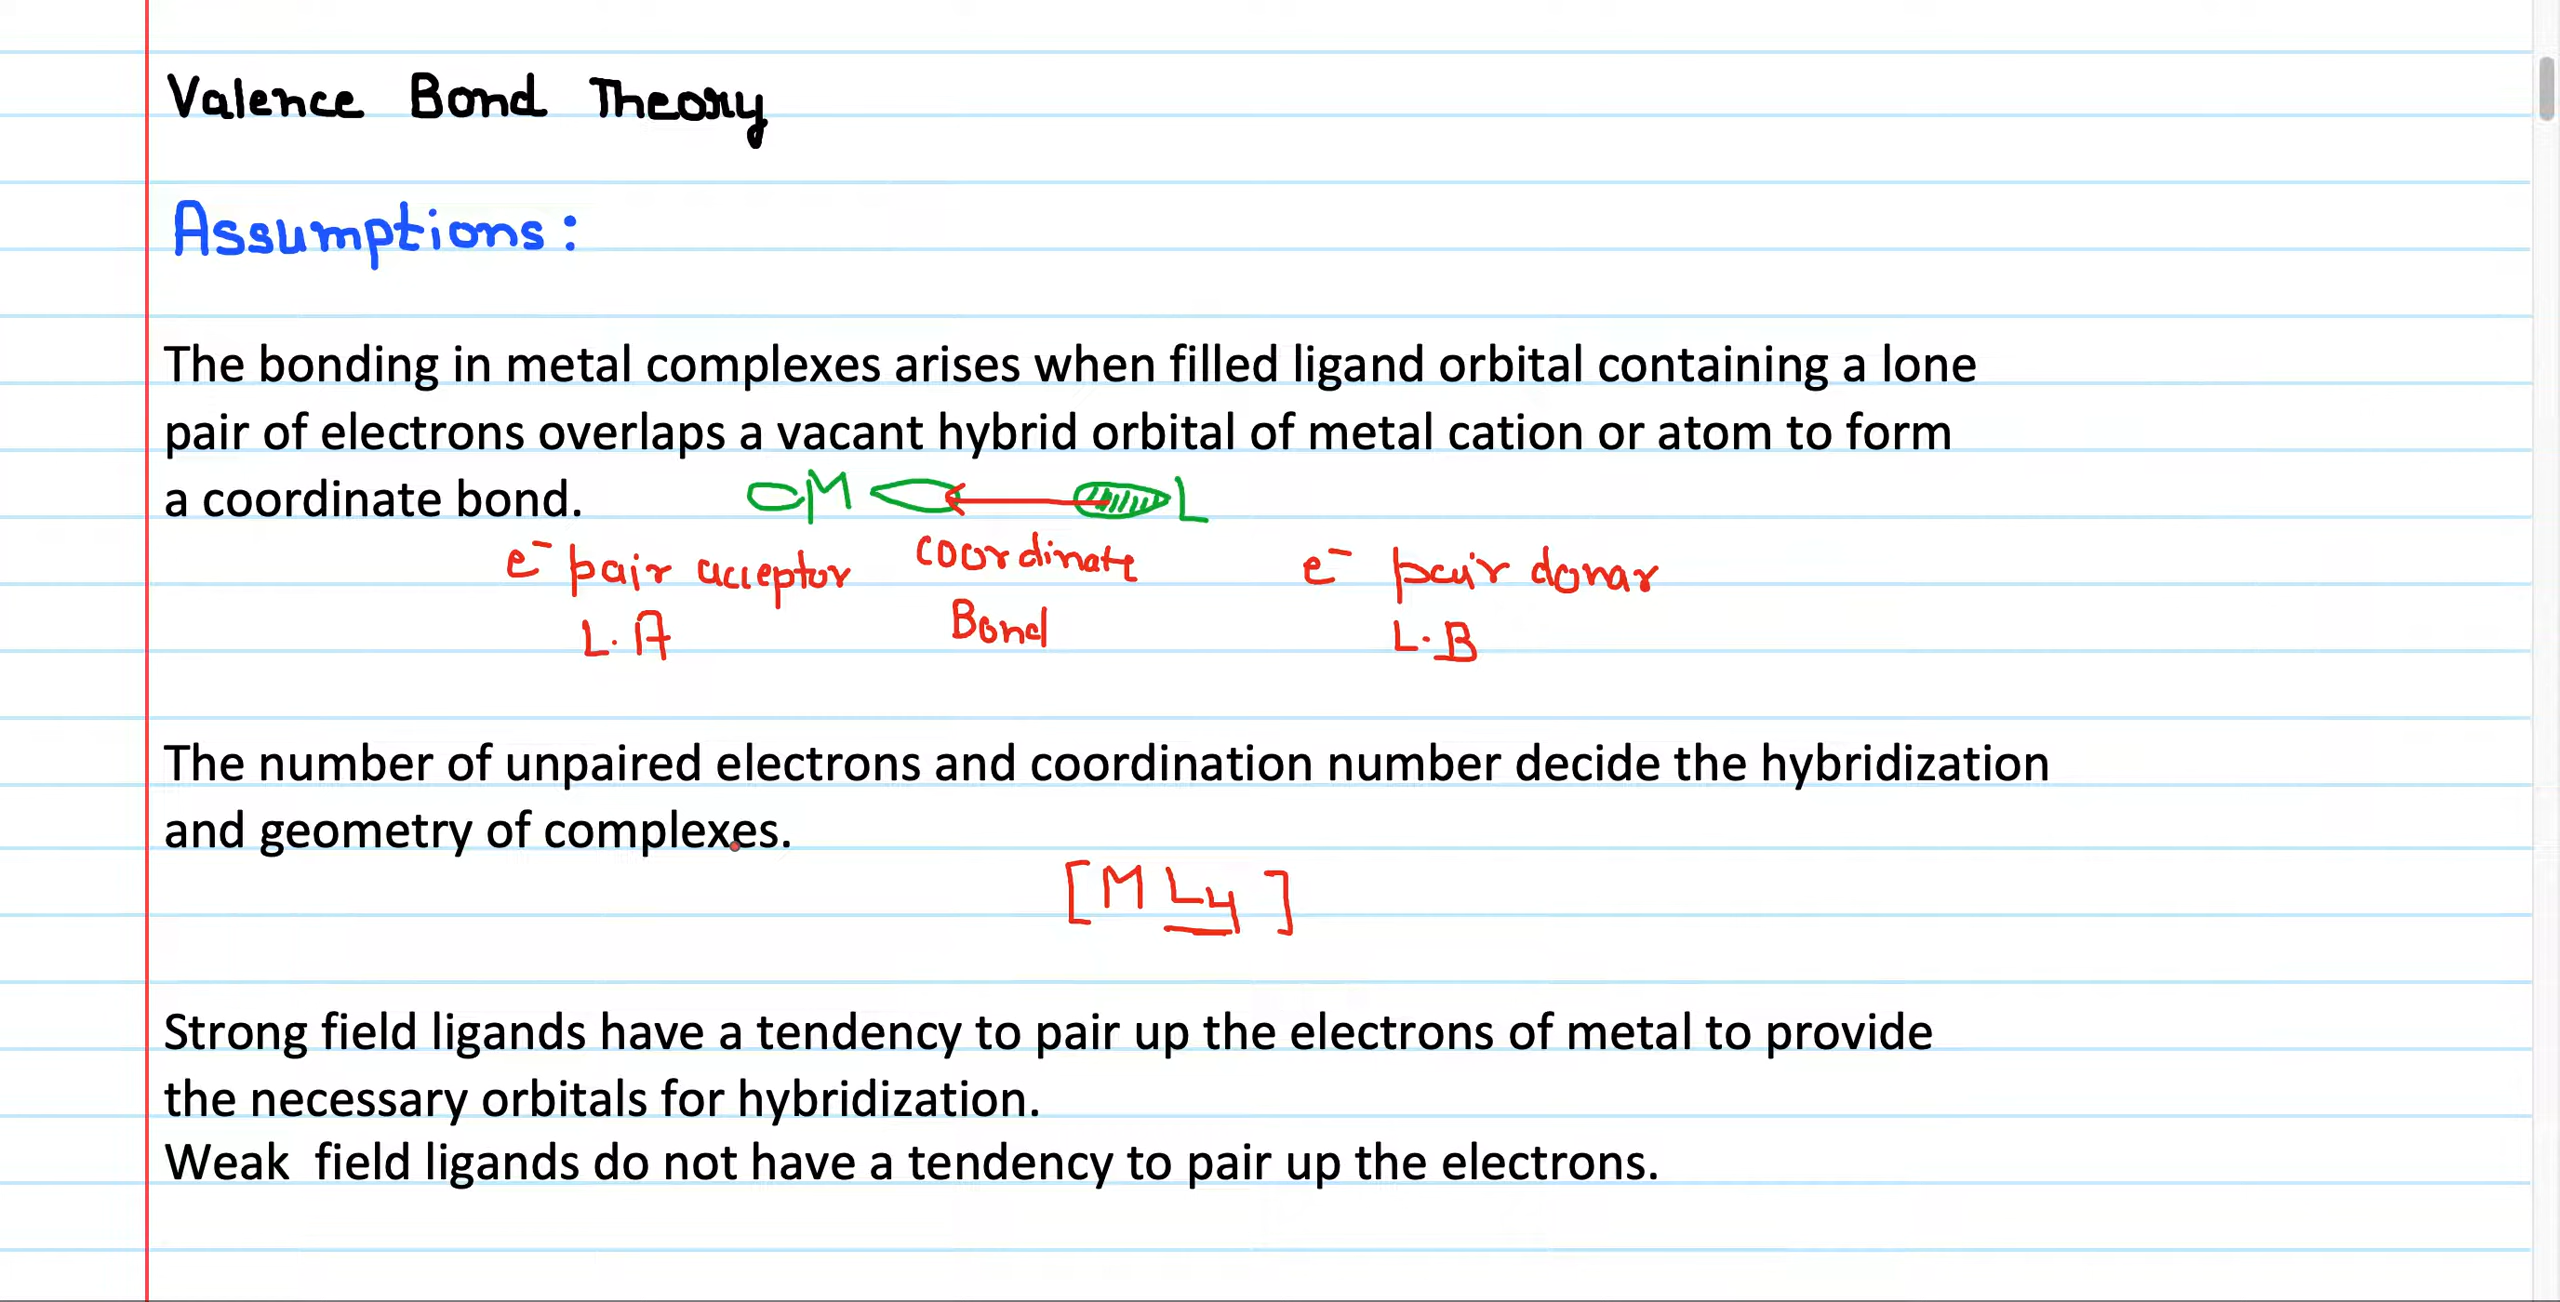 Valence Bond Theory
Assumptions:
The bonding in metal complexes arises when filled ligand orbital containing a lone
pair of electrons overlaps a vacant hybrid orbital of metal cation or atom to form
a coordinate bond. M L
e⁻ pair acceptor coordinate e⁻ pair donar
L.A Bond L.B
The number of unpaired electrons and coordination number decide the hybridization
and geometry of complexes.
[ML₄]
Strong field ligands have a tendency to pair up the electrons of metal to provide
the necessary orbitals for hybridization.
Weak field ligands do not have a tendency to pair up the electrons.